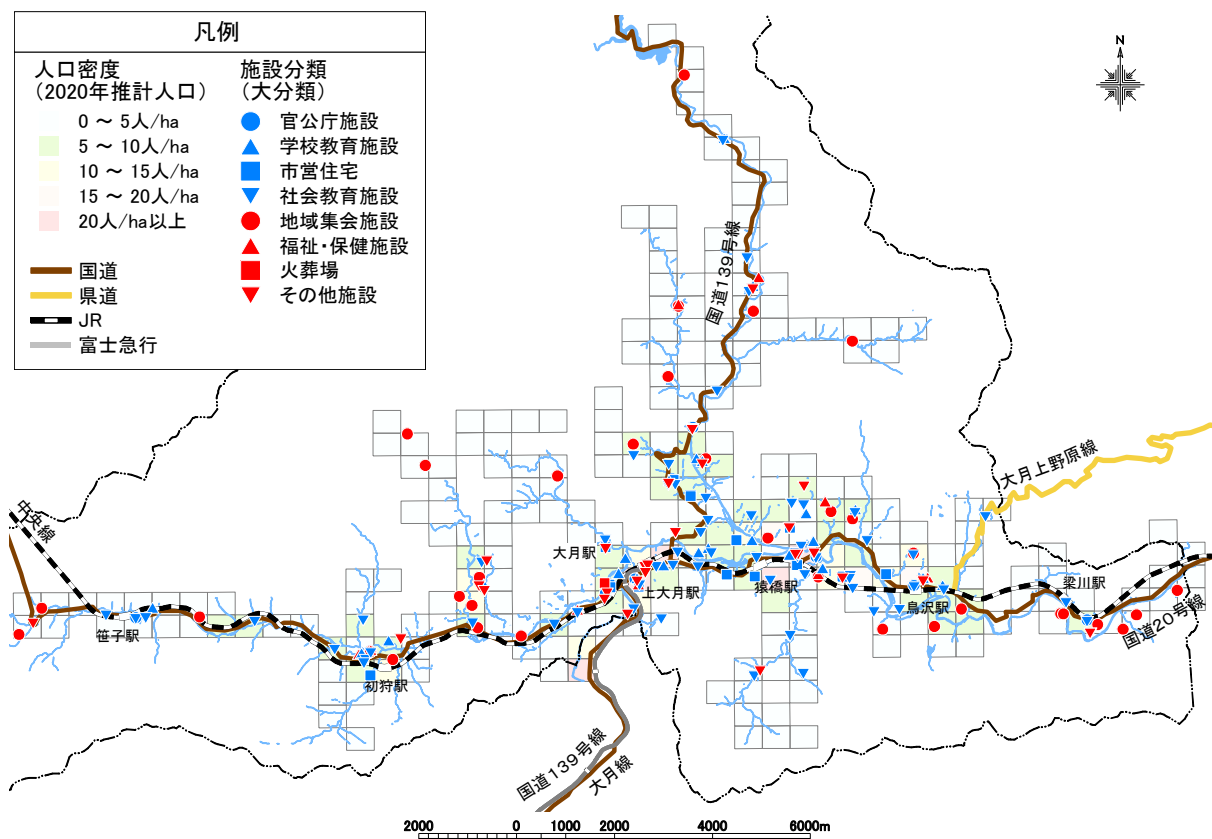 凡例
人口密度
（2020年推計人口）
0 ～ 5人/ha
5 ～ 10人/ha
10 ～ 15人/ha
15 ～ 20人/ha
20人/ha以上
国道
県道
JR
富士急行
施設分類
（大分類）
官公庁施設
学校教育施設
市営住宅
社会教育施設
地域集会施設
福祉・保健施設
火葬場
その他施設
N
国道139号線
大月上野原線
中央線
大月駅
上大月駅
猿橋駅
鳥沢駅
梁川駅
国道20号線
笹子駅
初狩駅
国道139号線
大月線
2000 0 1000 2000 4000 6000m